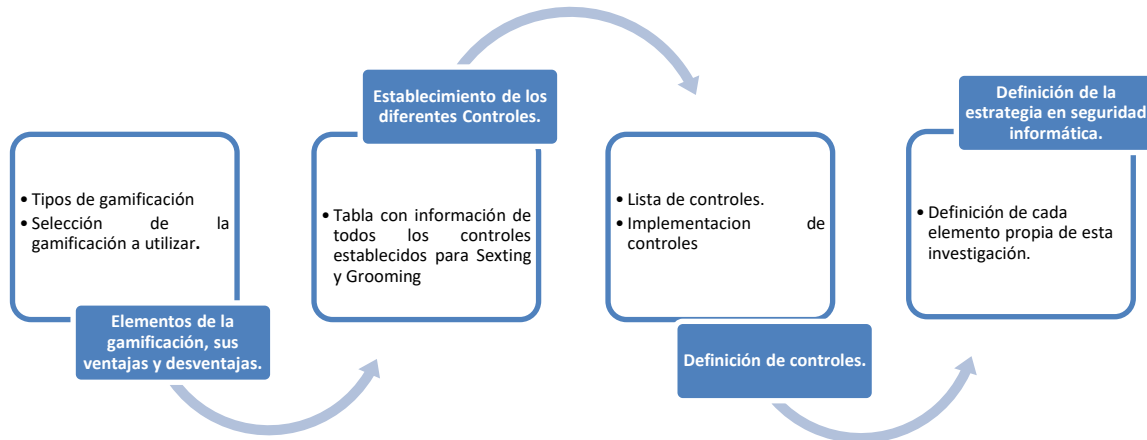 • Tipos de gamificación
• Selección de la
gamificación a utilizar.
Elementos de la
gamificación, sus
ventajas y desventajas.
Establecimiento de los
diferentes Controles.
• Tabla con información de
todos los controles
establecidos para Sexting
y Grooming
• Lista de controles.
• Implementacion de
controles
Definición de controles.
Definición de la
estrategia en seguridad
informática.
• Definición de cada
elemento propia de esta
investigación.